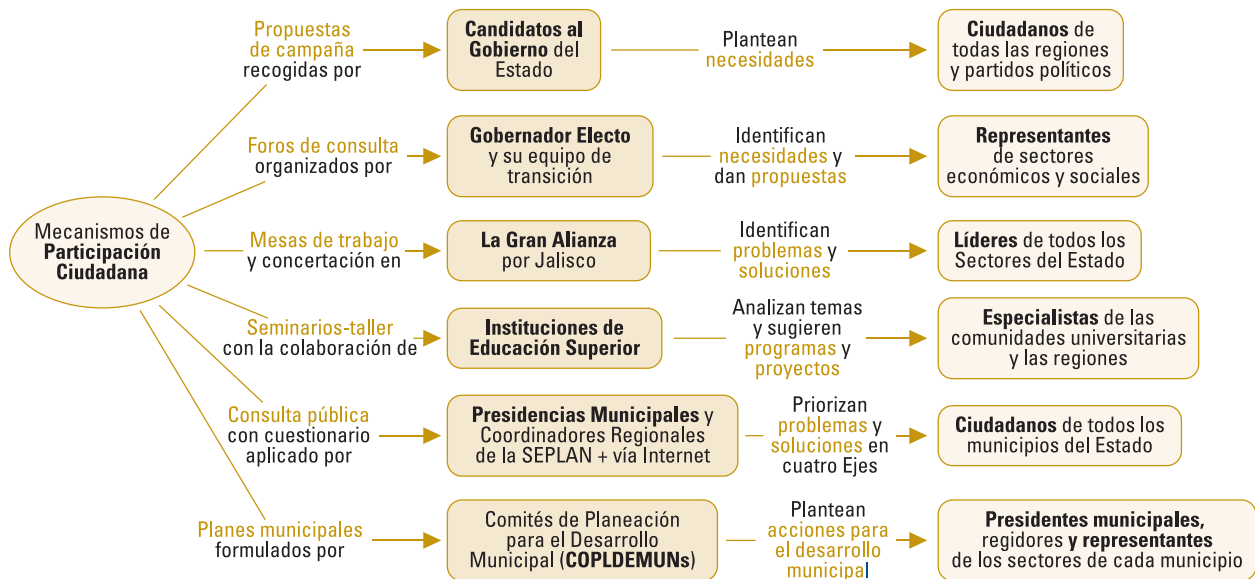 Mecanismos de
Participación
Ciudadana
Propuestas
de campaña
recogidas por
Candidatos al
Gobierno del
Estado
Plantean
necesidades
Ciudadanos de
todas las regiones
y partidos políticos
Foros de consulta
organizados por
Gobernador Electo
y su equipo de
transición
Identifican
necesidades y
dan propuestas
Representantes
de sectores
económicos y sociales
Mesas de trabajo
y concertación en
La Gran Alianza
por Jalisco
Identifican
problemas y
soluciones
Líderes de todos los
Sectores del Estado
Seminarios-taller
con la colaboración de
Instituciones de
Educación Superior
Analizan temas
y sugieren
programas y
proyectos
Especialistas de las
comunidades universitarias
y las regiones
Consulta pública
con cuestionario
aplicado por
Presidencias Municipales y
Coordinadores Regionales
de la SEPLAN + vía Internet
Priorizan
problemas y
soluciones en
cuatro Ejes
Ciudadanos de todos los
municipios del Estado
Planes municipales
formulados por
Comités de Planeación
para el Desarrollo
Municipal (COPLDEMUNs)
Plantean
acciones para
el desarrollo
municipal
Presidentes municipales,
regidores y representantes
de los sectores de cada municipio